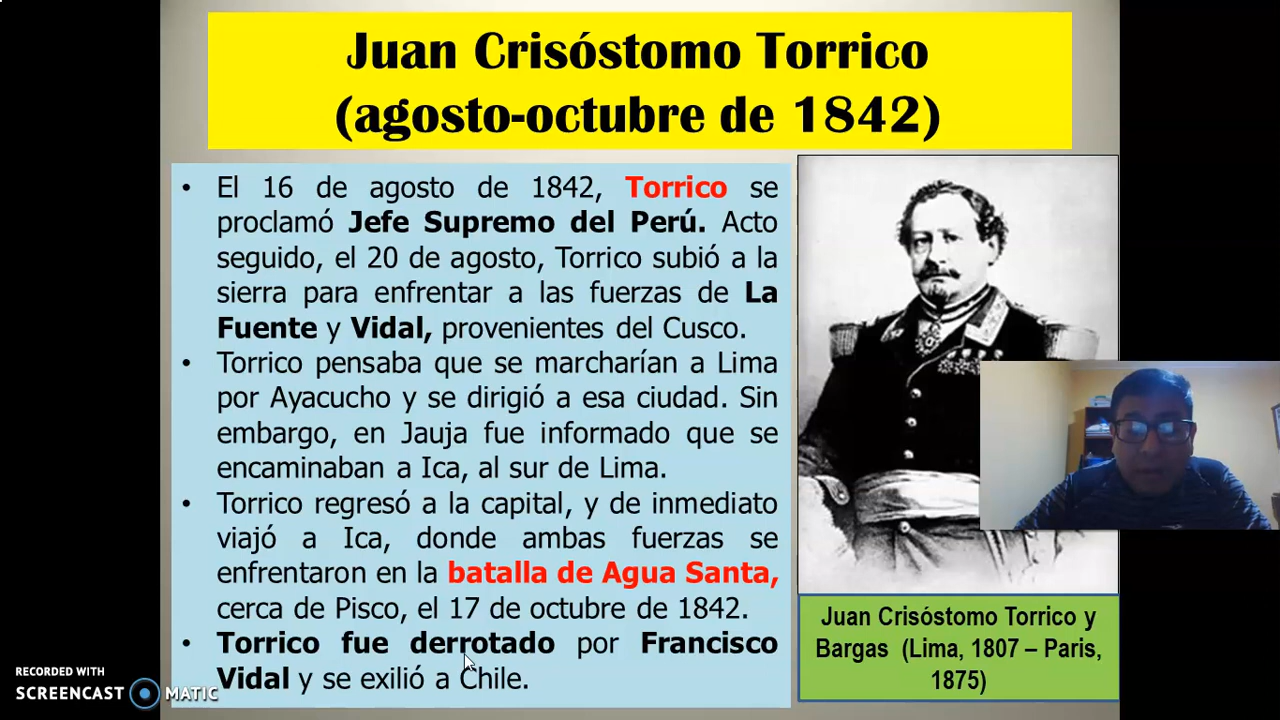 Juan Crisóstomo Torrico
(agosto-octubre de 1842)
• El 16 de agosto de 1842, Torrico se
proclamó Jefe Supremo del Perú. Acto
seguido, el 20 de agosto, Torrico subió a la
sierra para enfrentar a las fuerzas de La
Fuente y Vidal, provenientes del Cusco.
• Torrico pensaba que se marcharían a Lima
por Ayacucho y se dirigió a esa ciudad. Sin
embargo, en Jauja fue informado que se
encaminaban a Ica, al sur de Lima.
• Torrico regresó a la capital, y de inmediato
viajó a Ica, donde ambas fuerzas se
enfrentaron en la batalla de Agua Santa,
cerca de Pisco, el 17 de octubre de 1842.
• Torrico fue derrotado por Francisco
Vidal y se exilió a Chile.
Juan Crisóstomo Torrico y
Bargas (Lima, 1807 – Paris,
1875)
RECORDED WITH
SCREENCAST MATIC